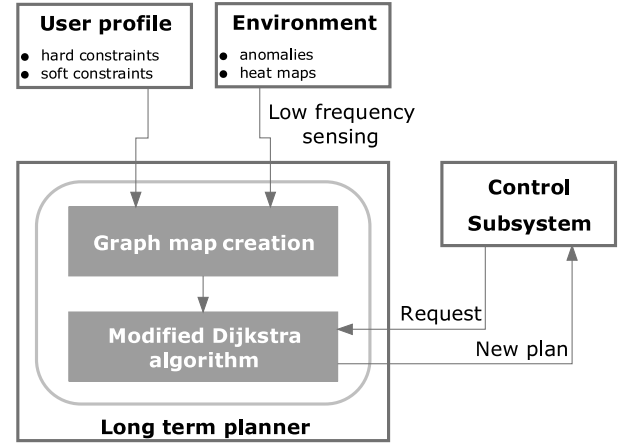 User profile
● hard constraints
● soft constraints
Environment
● anomalies
● heat maps
Low frequency
sensing
Graph map creation
Modified Dijkstra
algorithm
Long term planner
Control
Subsystem
Request
New plan